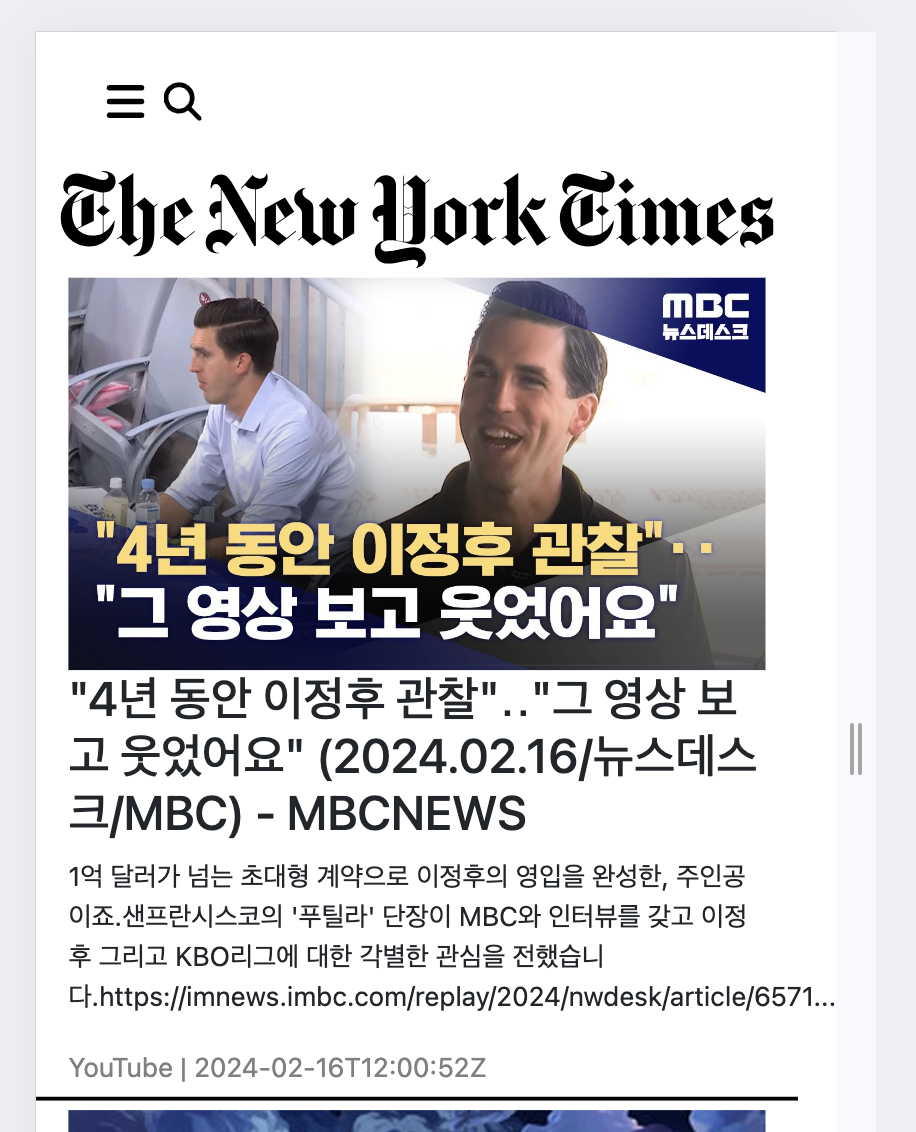 The New York Times
MBC
뉴스데스크
"4년 동안 이정후 관찰"··
"그 영상 보고 웃었어요"
"4년 동안 이정후 관찰".."그 영상 보
고 웃었어요" (2024.02.16/뉴스데스
크/MBC) - MBCNEWS
1억 달러가 넘는 초대형 계약으로 이정후의 영입을 완성한, 주인공
이죠.샌프란시스코의 '푸틸라' 단장이 MBC와 인터뷰를 갖고 이정
후 그리고 KBO리그에 대한 각별한 관심을 전했습니
다.https://imnews.imbc.com/replay/2024/nwdesk/article/6571...
YouTube | 2024-02-16T12:00:52Z